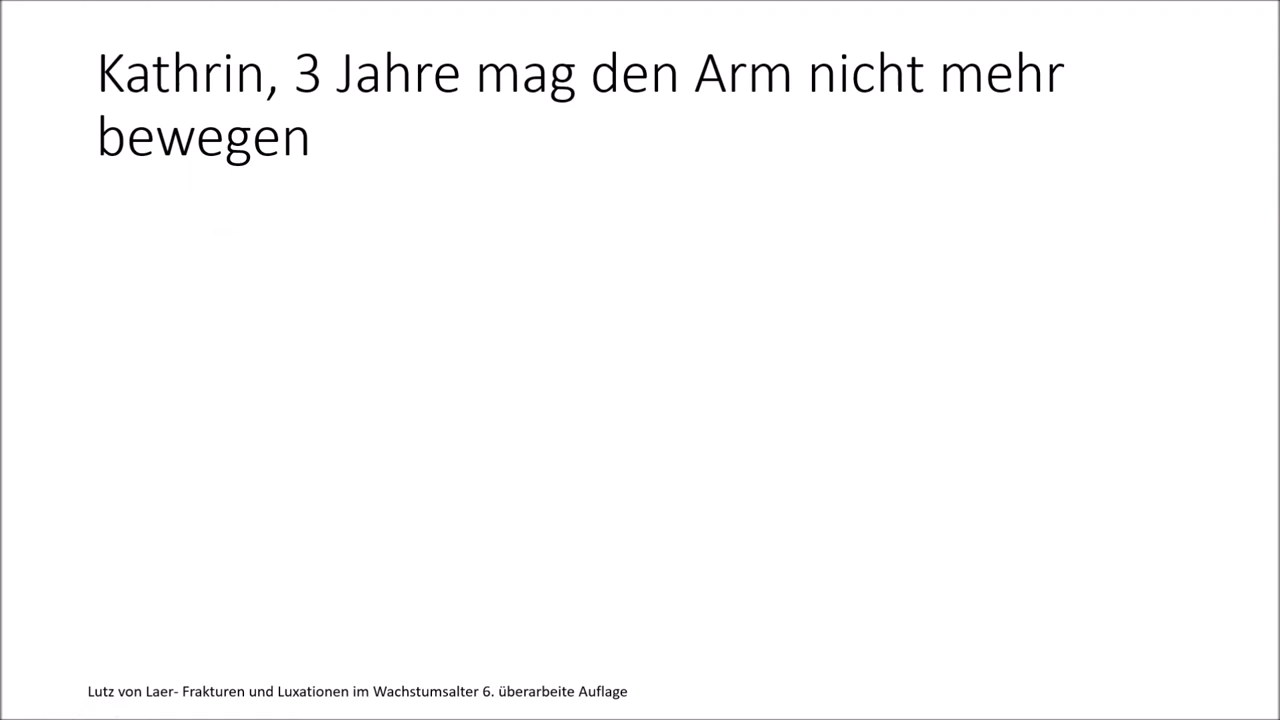 Kathrin, 3 Jahre mag den Arm nicht mehr
bewegen
Lutz von Laer- Frakturen und Luxationen im Wachstumsalter 6. überarbeite Auflage